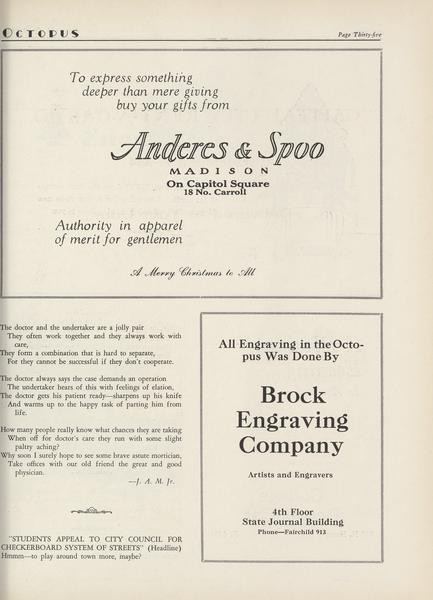 OCTOPUS
Page Thirty-five
To express something
deeper than mere giving
buy your gifts from
Anderes & Spoo
MADISON
On Capitol Square
18 No. Carroll
Authority in apparel
of merit for gentlemen
A Merry Christmas to All
The doctor and the undertaker are a jolly pair
They often work together and they always work with
care,
They form a combination that is hard to separate,
For they cannot be successful if they don't cooperate.
The doctor always says the case demands an operation
The undertaker hears of this with feelings of elation,
The doctor gets his patient ready—sharpens up his knife
And warms up to the happy task of parting him from
life.
How many people really know what chances they are taking
When off for doctor's care they run with some slight
paltry aching?
Why soon I surely hope to see some brave astute mortician,
Take offices with our old friend the great and good
physician.
—J. A. M. Jr.
"STUDENTS APPEAL TO CITY COUNCIL FOR
CHECKERBOARD SYSTEM OF STREETS" (Headline)
Hmmm—to play around town more, maybe?
All Engraving in the Octo-
pus Was Done By
Brock
Engraving
Company
Artists and Engravers
4th Floor
State Journal Building
Phone—Fairchild 913